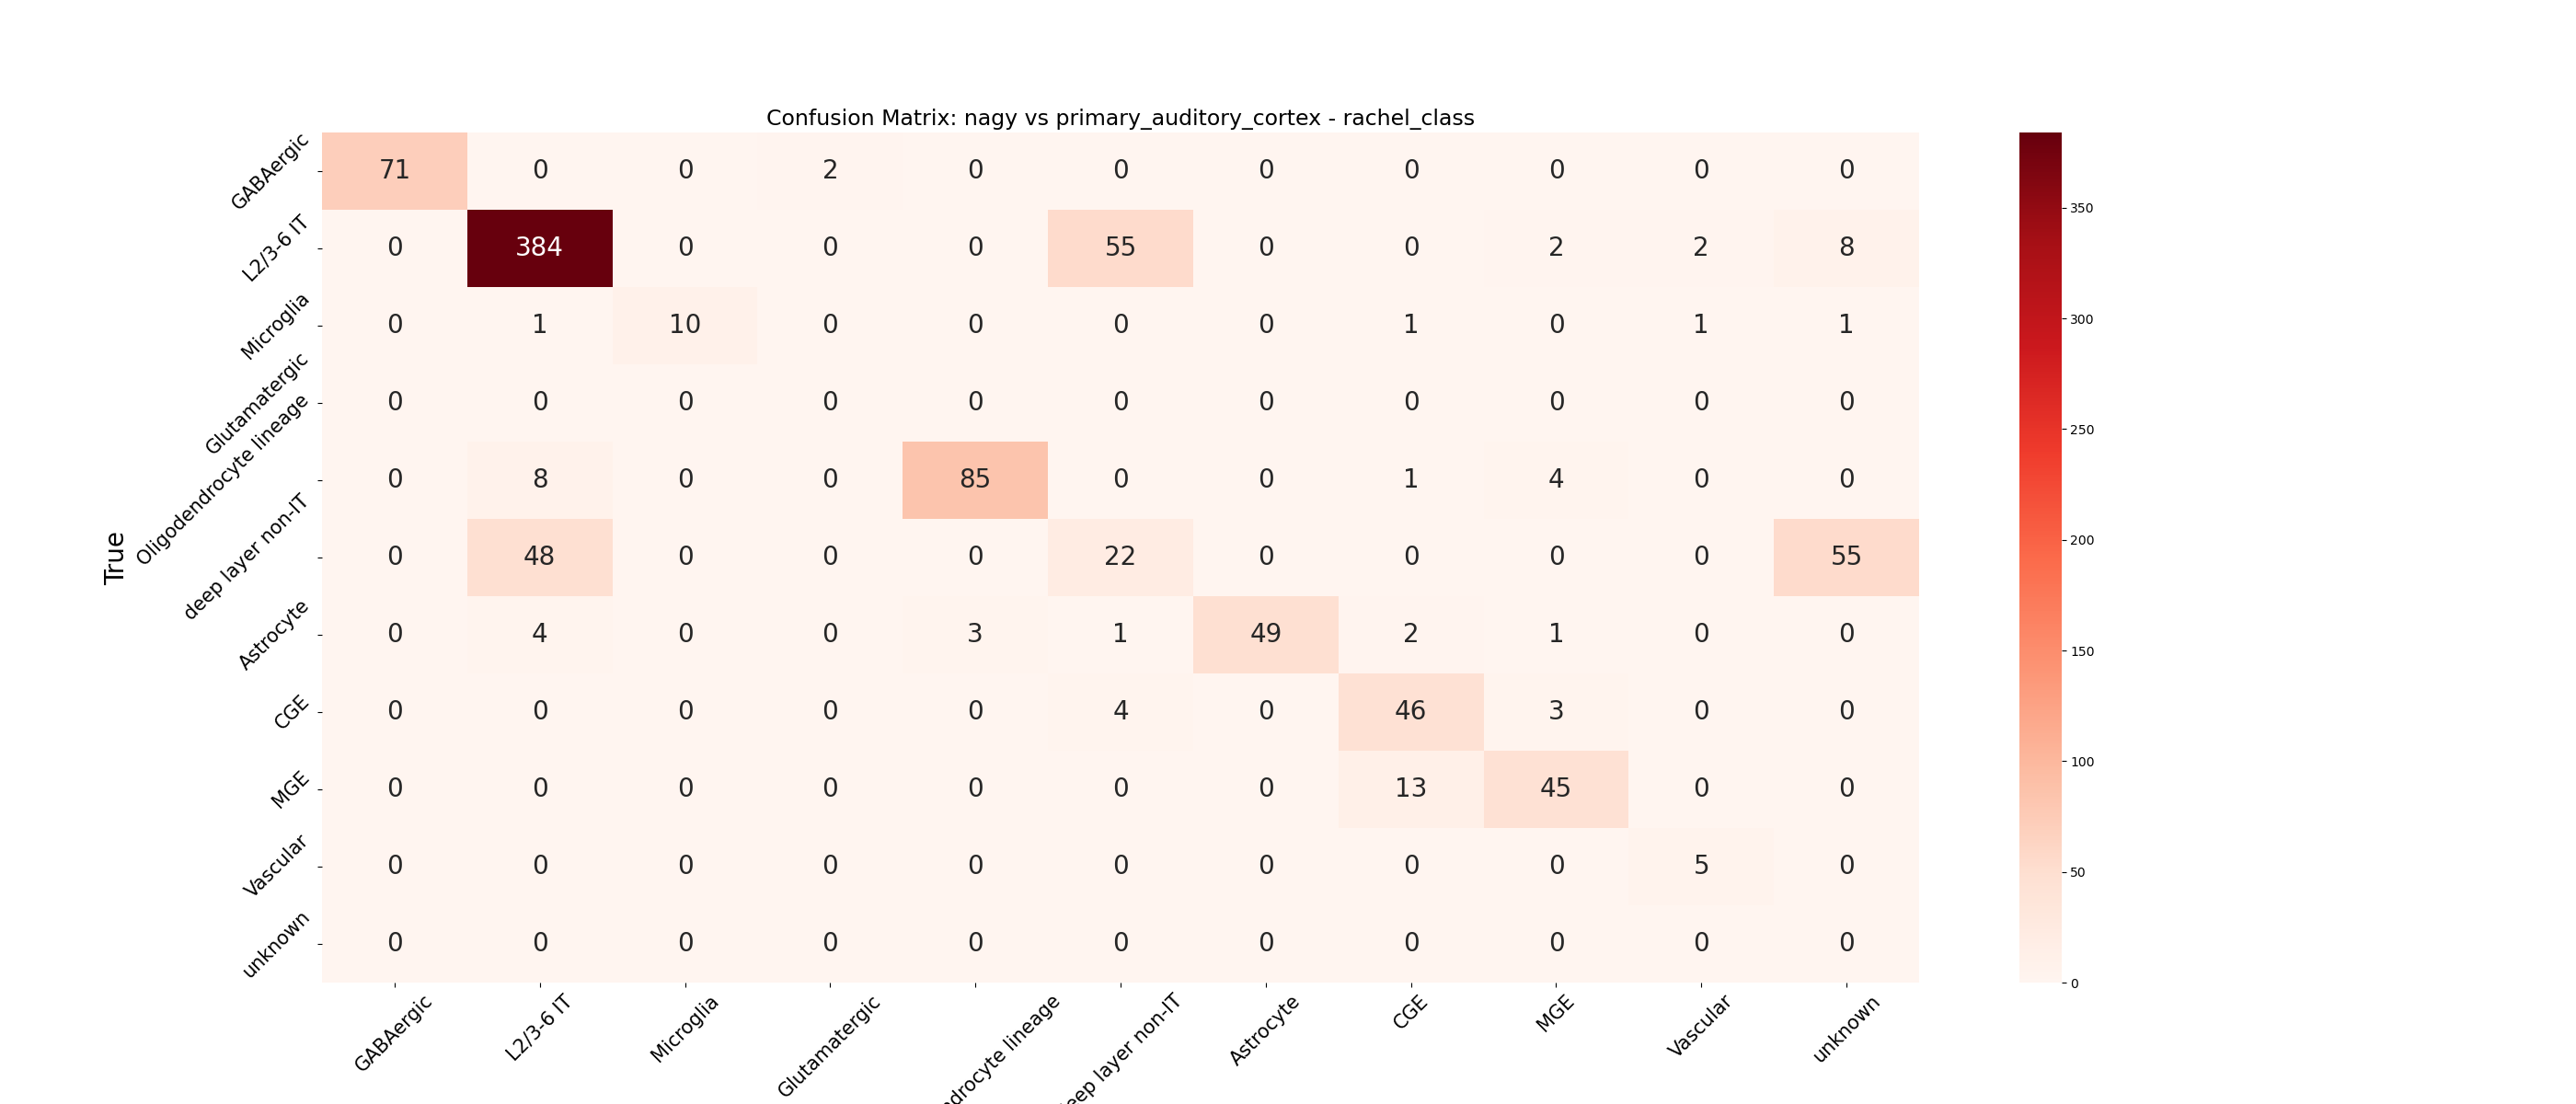 Confusion Matrix: nagy vs primary_auditory_cortex - rachel_class
True
GABAergic 71 0 0 2 0 0 0 0 0 0 0
L2/3-6 IT 0 384 0 0 0 55 0 0 2 2 8
Microglia 0 1 10 0 0 0 0 1 0 1 1
Glutamatergic 0 0 0 0 0 0 0 0 0 0 0
Oligodendrocyte lineage 0 8 0 0 85 0 0 1 4 0 0
deep layer non-IT 0 48 0 0 0 22 0 0 0 0 55
Astrocyte 0 4 0 0 3 1 49 2 1 0 0
CGE 0 0 0 0 0 4 0 46 3 0 0
MGE 0 0 0 0 0 0 0 13 45 0 0
Vascular 0 0 0 0 0 0 0 0 0 5 0
unknown 0 0 0 0 0 0 0 0 0 0 0
GABAergic
L2/3-6 IT
Microglia
Glutamatergic
ndrocyte lineage
eep layer non-IT
Astrocyte
CGE
MGE
Vascular
unknown
350
300
250
200
150
100
50
0